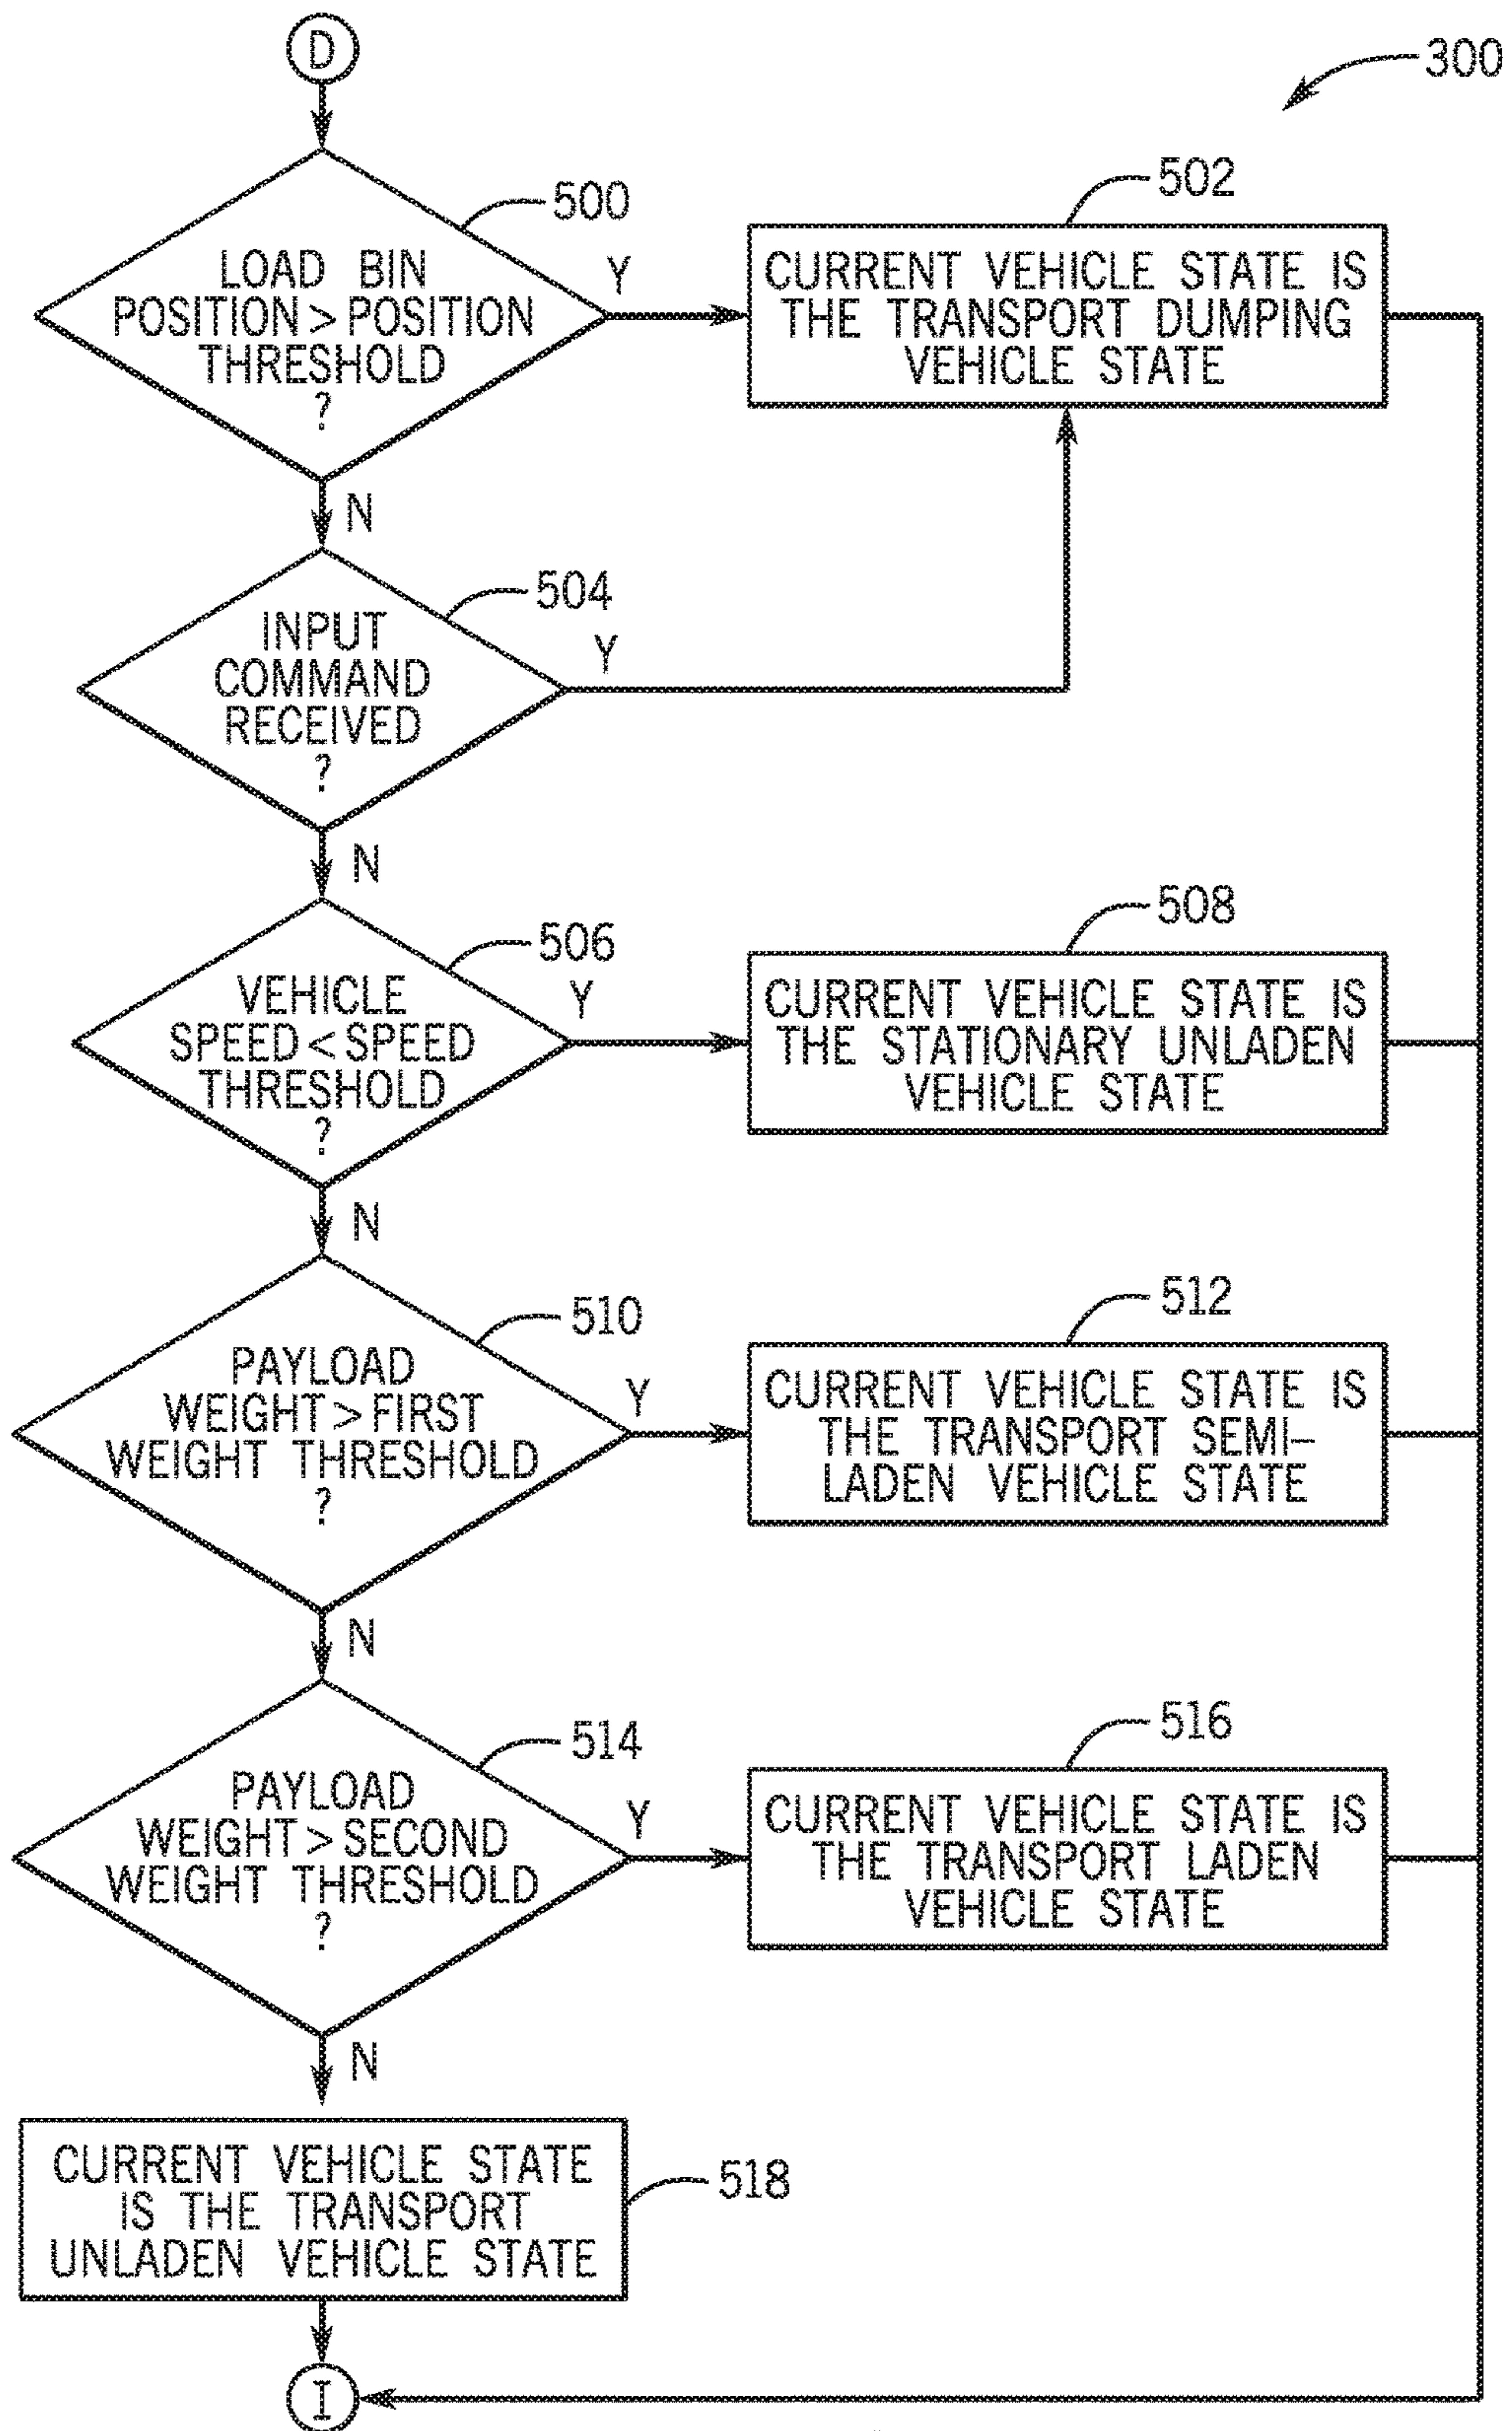 D
300
500
LOAD BIN
POSITION > POSITION
THRESHOLD
?
Y
502
CURRENT VEHICLE STATE IS
THE TRANSPORT DUMPING
VEHICLE STATE
N
504
INPUT
COMMAND
RECEIVED
?
Y
N
506
VEHICLE
SPEED < SPEED
THRESHOLD
?
Y
508
CURRENT VEHICLE STATE IS
THE STATIONARY UNLADEN
VEHICLE STATE
N
510
PAYLOAD
WEIGHT > FIRST
WEIGHT THRESHOLD
?
Y
512
CURRENT VEHICLE STATE IS
THE TRANSPORT SEMI–
LADEN VEHICLE STATE
N
514
PAYLOAD
WEIGHT > SECOND
WEIGHT THRESHOLD
?
Y
516
CURRENT VEHICLE STATE IS
THE TRANSPORT LADEN
VEHICLE STATE
N
CURRENT VEHICLE STATE
IS THE TRANSPORT
UNLADEN VEHICLE STATE
518
I